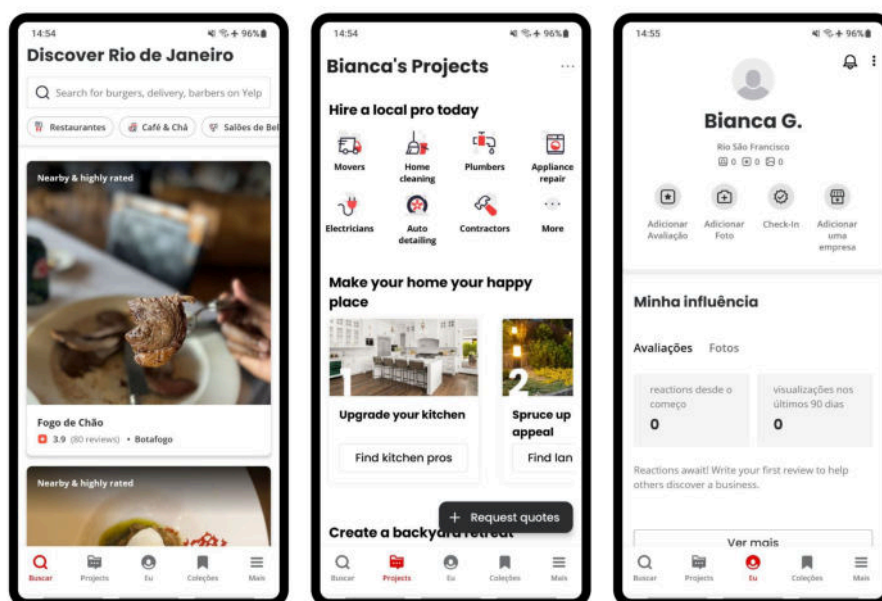 14:54
96%
Discover Rio de Janeiro
Search for burgers, delivery, barbers on Yelp
Restaurantes
Café & Chá
Salões de Bel
Nearby & highly rated
Fogo de Chão
3.9 (80 reviews) • Botafogo
Nearby & highly rated
Buscar
Projects
Eu
Coleções
Mais
14:54
96%
Bianca's Projects
...
Hire a local pro today
Movers
Home
cleaning
Plumbers
Appliance
repair
Electricians
Auto
detailing
Contractors
More
Make your home your happy
place
1
Upgrade your kitchen
Find kitchen pros
2
Spruce up
appeal
Find lan
+ Request quotes
Create a backyard retreat
Buscar
Projects
Eu
Coleções
Mais
14:55
96%
Bianca G.
Rio São Francisco
0 0 0
Adicionar
Avaliação
Adicionar
Foto
Check-In
Adicionar
uma
empresa
Minha influência
Avaliações Fotos
reactions desde o
começo
0
visualizações nos
últimos 90 dias
0
Reactions await! Write your first review to help
others discover a business.
Ver mais
Buscar
Projects
Eu
Coleções
Mais